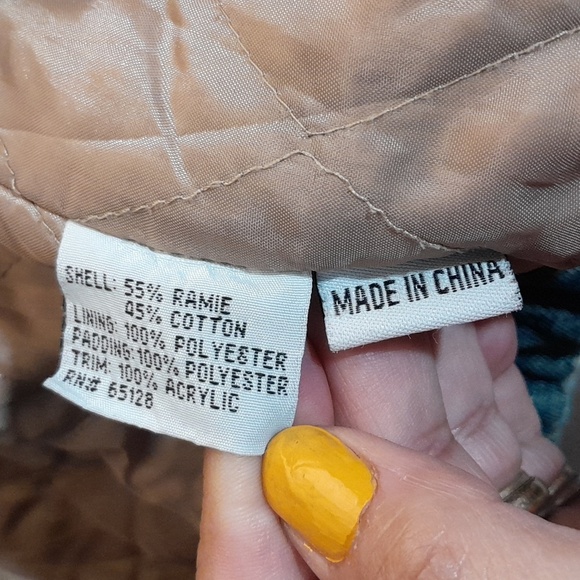 SHELL: 55% RAMIE
45% COTTON
LINING: 100% POLYESTER
PADDING: 100% POLYESTER
TRIM: 100% ACRYLIC
RN# 65128
MADE IN CHINA